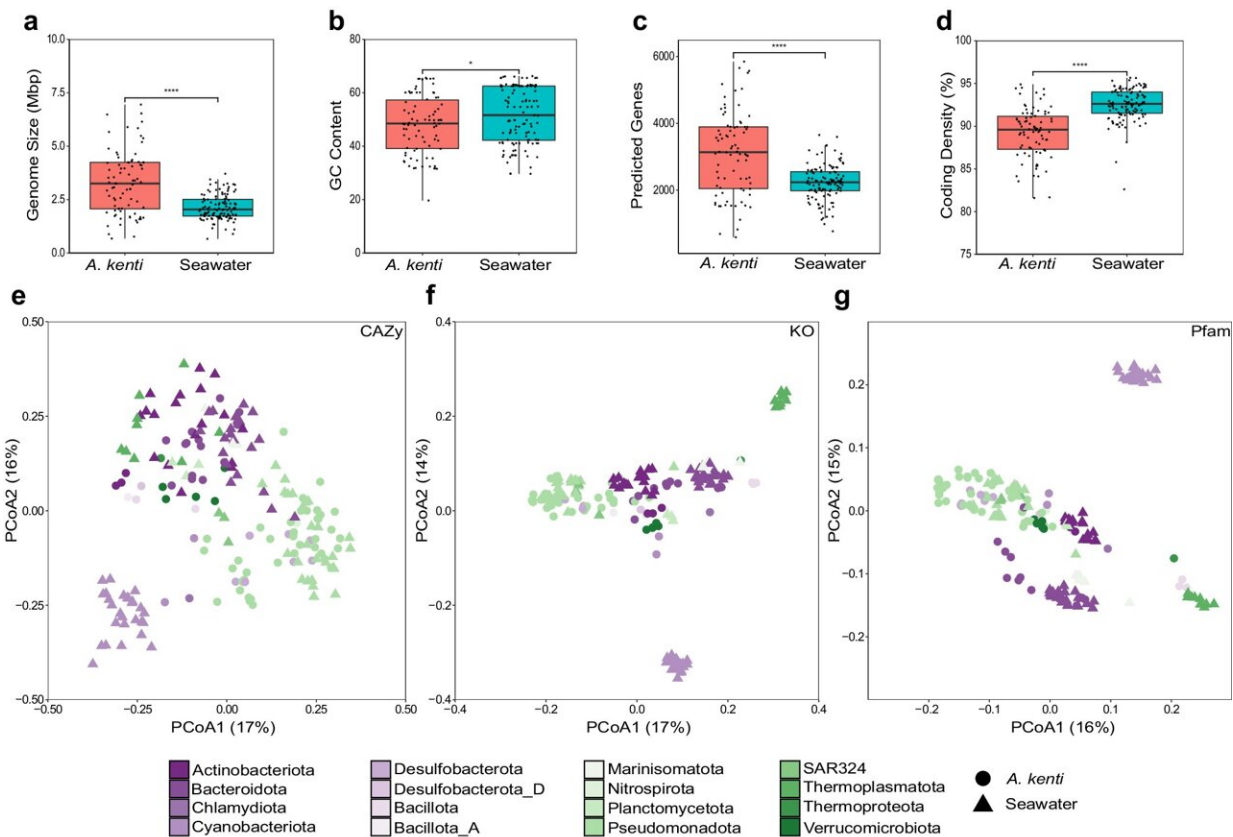 a
b
c
d
10.0
7.5
5.0
2.5
0.0
Genome Size (Mbp)
****
A. kenti
Seawater
80
60
40
20
0
GC Content
*
A. kenti
Seawater
6000
4000
2000
Predicted Genes
****
A. kenti
Seawater
100
95
90
85
80
75
Coding Density (%)
****
A. kenti
Seawater
e
f
g
CAZy
0.50
0.25
0.00
−0.25
−0.50
PCoA2 (16%)
−0.50
−0.25
0.00
0.25
0.50
PCoA1 (17%)
KO
0.4
0.2
0.0
−0.2
−0.4
PCoA2 (14%)
−0.4
−0.2
0.0
0.2
0.4
PCoA1 (17%)
Pfam
0.2
0.1
0.0
−0.1
−0.2
PCoA2 (15%)
−0.2
−0.1
0.0
0.1
0.2
PCoA1 (16%)
Actinobacteriota
Bacteroidota
Chlamydiota
Cyanobacteriota
Desulfobacterota
Desulfobacterota_D
Bacillota
Bacillota_A
Marinisomatota
Nitrospirota
Planctomycetota
Pseudomonadota
SAR324
Thermoplasmatota
Thermoproteota
Verrucomicrobiota
A. kenti
Seawater